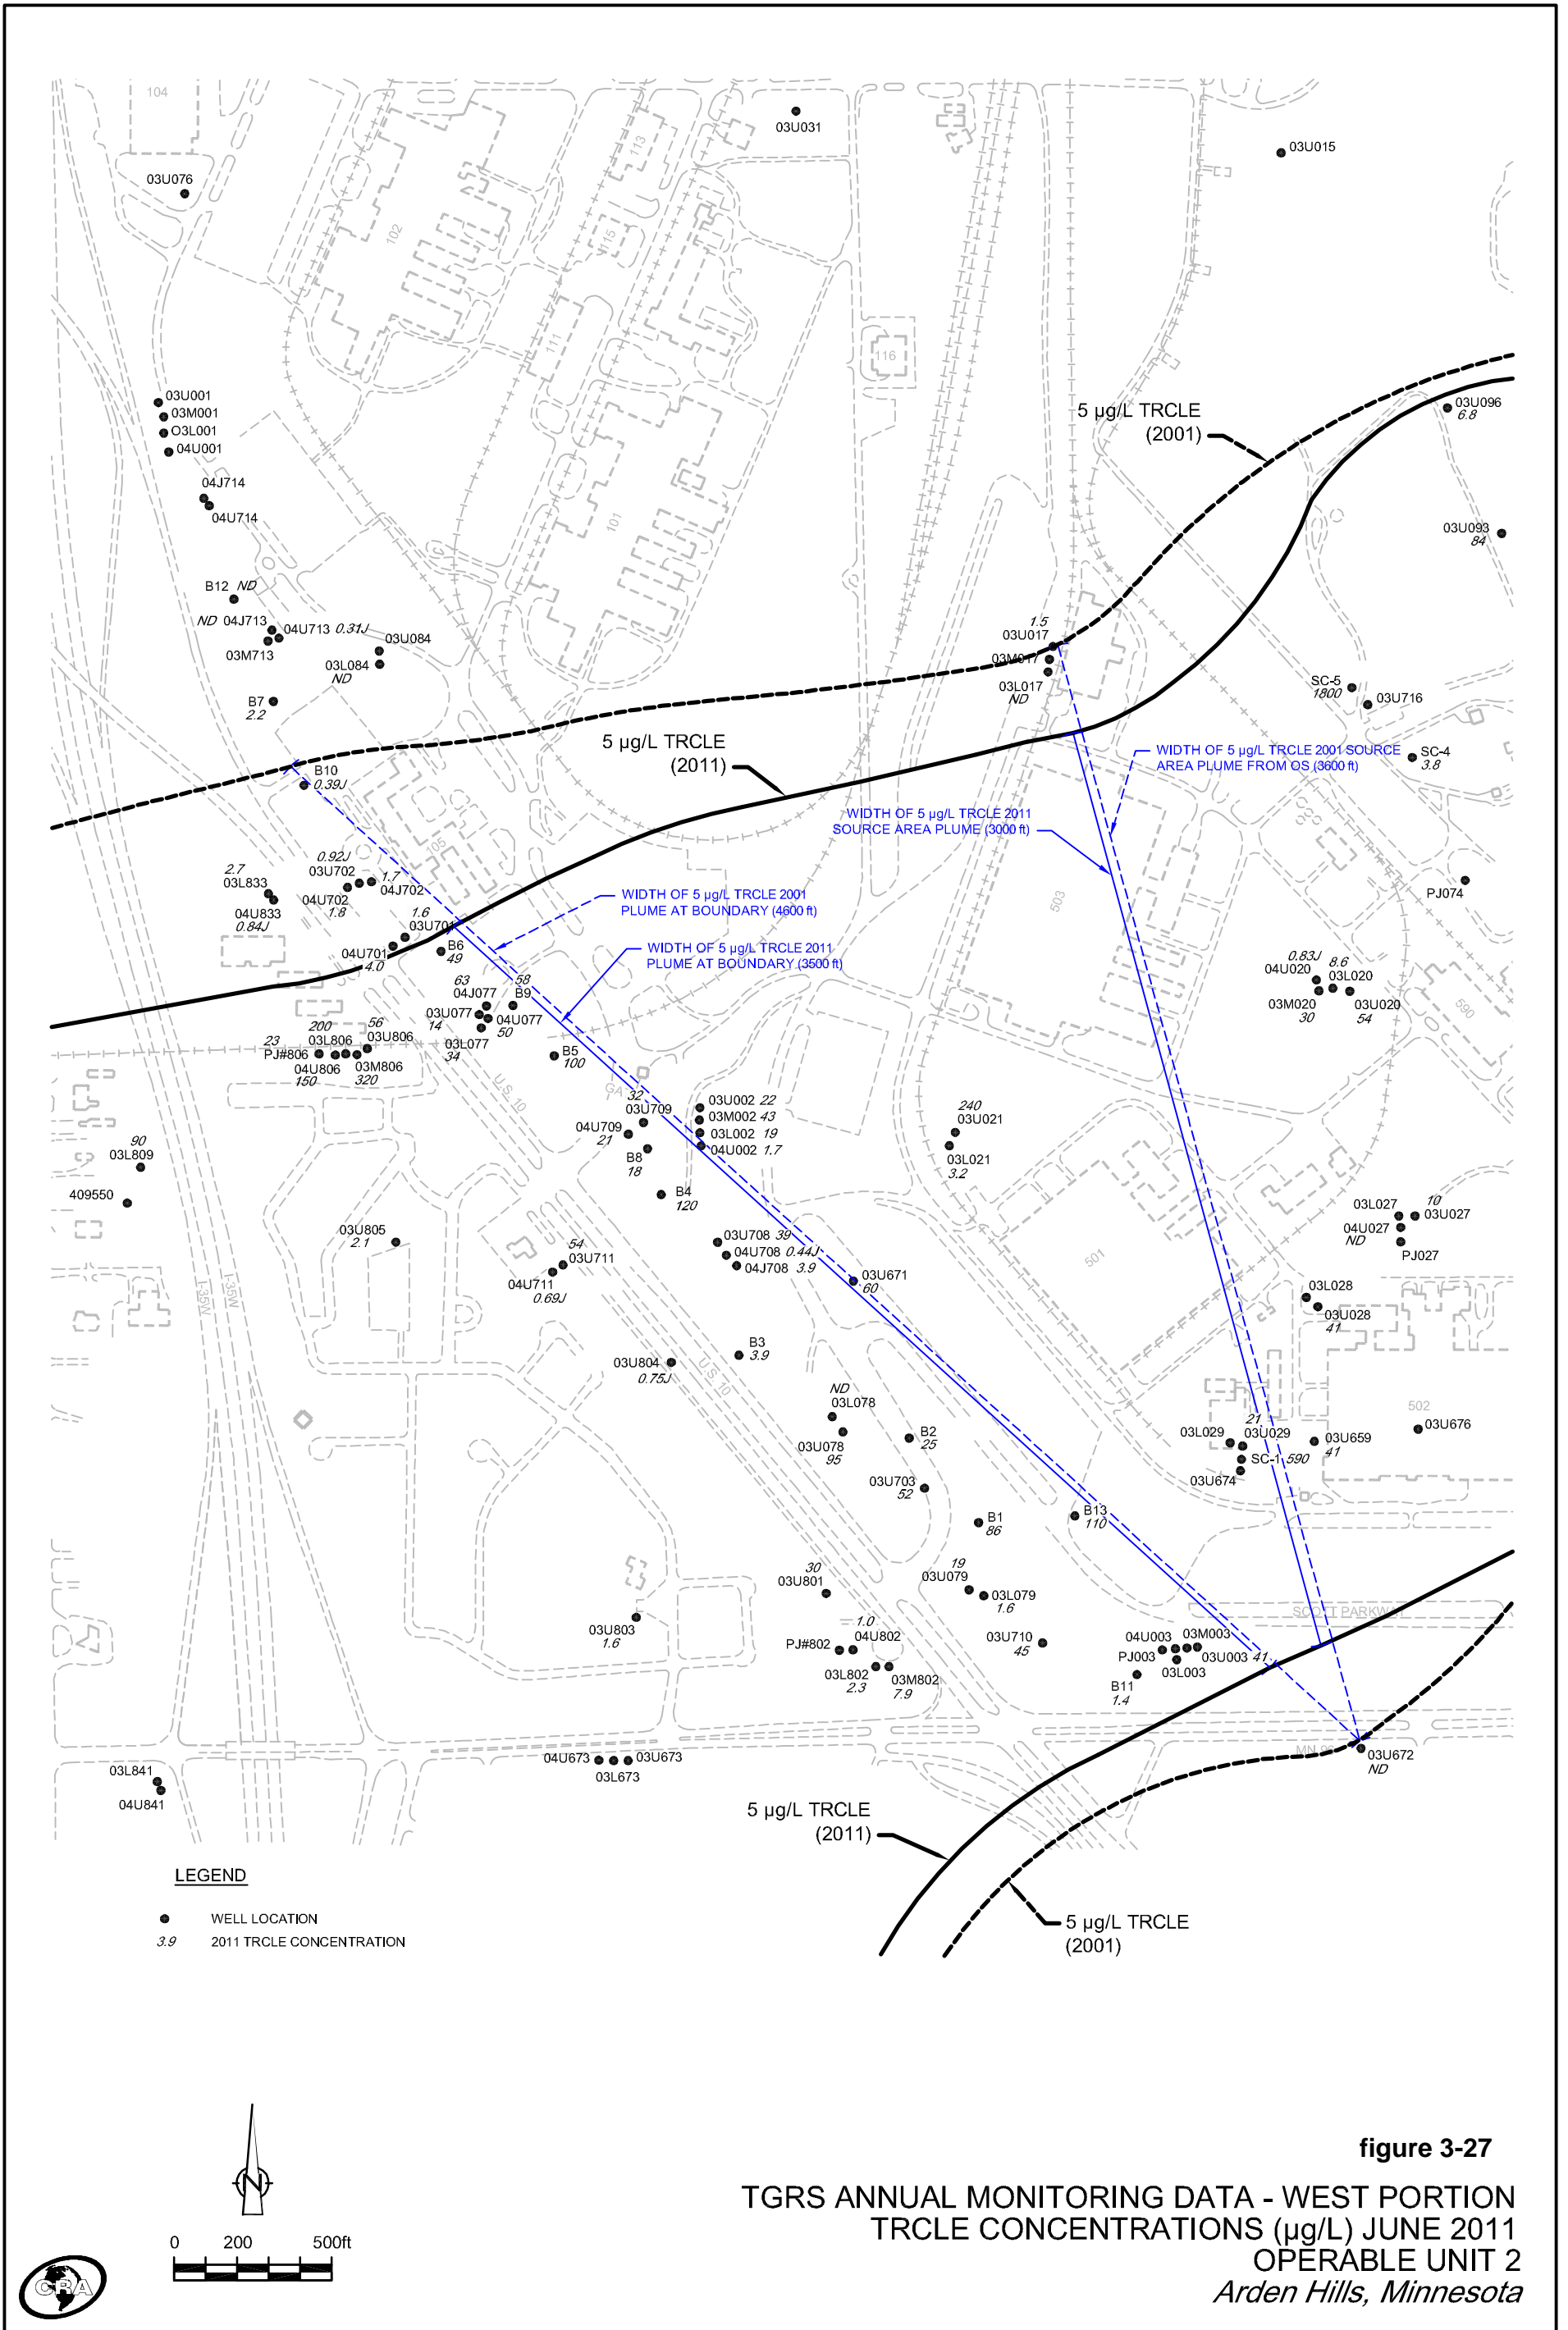 104
03U031
113
03U015
03U076
102
115
111
116
03U001
03M001
O3L001
04U001
5 µg/L TRCLE
(2001)
03U096
6.8
04J714
04U714
101
03U093
84
B12 ND
ND 04J713
04U713 0.31J
03M713
03U084
03L084
ND
1.5
03U017
03M017
03L017
ND
B7
2.2
SC-5
1800
03U716
5 µg/L TRCLE
(2011)
SC-4
3.8
WIDTH OF 5 µg/L TRCLE 2001 SOURCE
AREA PLUME FROM OS (3600 ft)
B10
0.39J
WIDTH OF 5 µg/L TRCLE 2011
SOURCE AREA PLUME (3000 ft)
105
0.92J
03U702
1.7
04J702
04U702
1.8
2.7
03L833
04U833
0.84J
PJ074
503
WIDTH OF 5 µg/L TRCLE 2001
PLUME AT BOUNDARY (4600 ft)
1.6
03U701
04U701
4.0
B6
49
WIDTH OF 5 µg/L TRCLE 2011
PLUME AT BOUNDARY (3500 ft)
0.83J
04U020
8.6
03L020
03M020
30
03U020
54
590
63
04J077
58
B9
03U077
14
04U077
50
03L077
34
200
03L806
56
03U806
23
PJ#806
04U806
150
03M806
320
B5
100
U.S. 10
GA
32
03U709
04U709
21
B8
18
03U002 22
03M002 43
03L002 19
04U002 1.7
240
03U021
03L021
3.2
90
03L809
409550
B4
120
03L027
10
03U027
04U027
ND
PJ027
03U805
2.1
03U708 39
04U708 0.44J
04J708 3.9
54
03U711
04U711
0.69J
03U671
60
501
I-35W
I-35W
03L028
03U028
41
B3
3.9
03U804
0.75J
U.S. 10
ND
03L078
03U078
95
B2
25
502
03U676
21
03L029
03U029
SC-1 590
03U674
03U659
41
03U703
52
B1
86
B13
110
30
03U801
19
03U079
03L079
1.6
SCOTT PARKWAY
03U803
1.6
1.0
04U802
PJ#802
03L802
2.3
03M802
7.9
03U710
45
04U003
03M003
PJ003
03U003 41
03L003
B11
1.4
MN 96
03U672
ND
04U673
03U673
03L673
03L841
04U841
5 µg/L TRCLE
(2011)
5 µg/L TRCLE
(2001)
LEGEND
WELL LOCATION
3.9 2011 TRCLE CONCENTRATION
N
0 200 500ft
CRA
figure 3-27
TGRS ANNUAL MONITORING DATA - WEST PORTION
TRCLE CONCENTRATIONS (µg/L) JUNE 2011
OPERABLE UNIT 2
Arden Hills, Minnesota